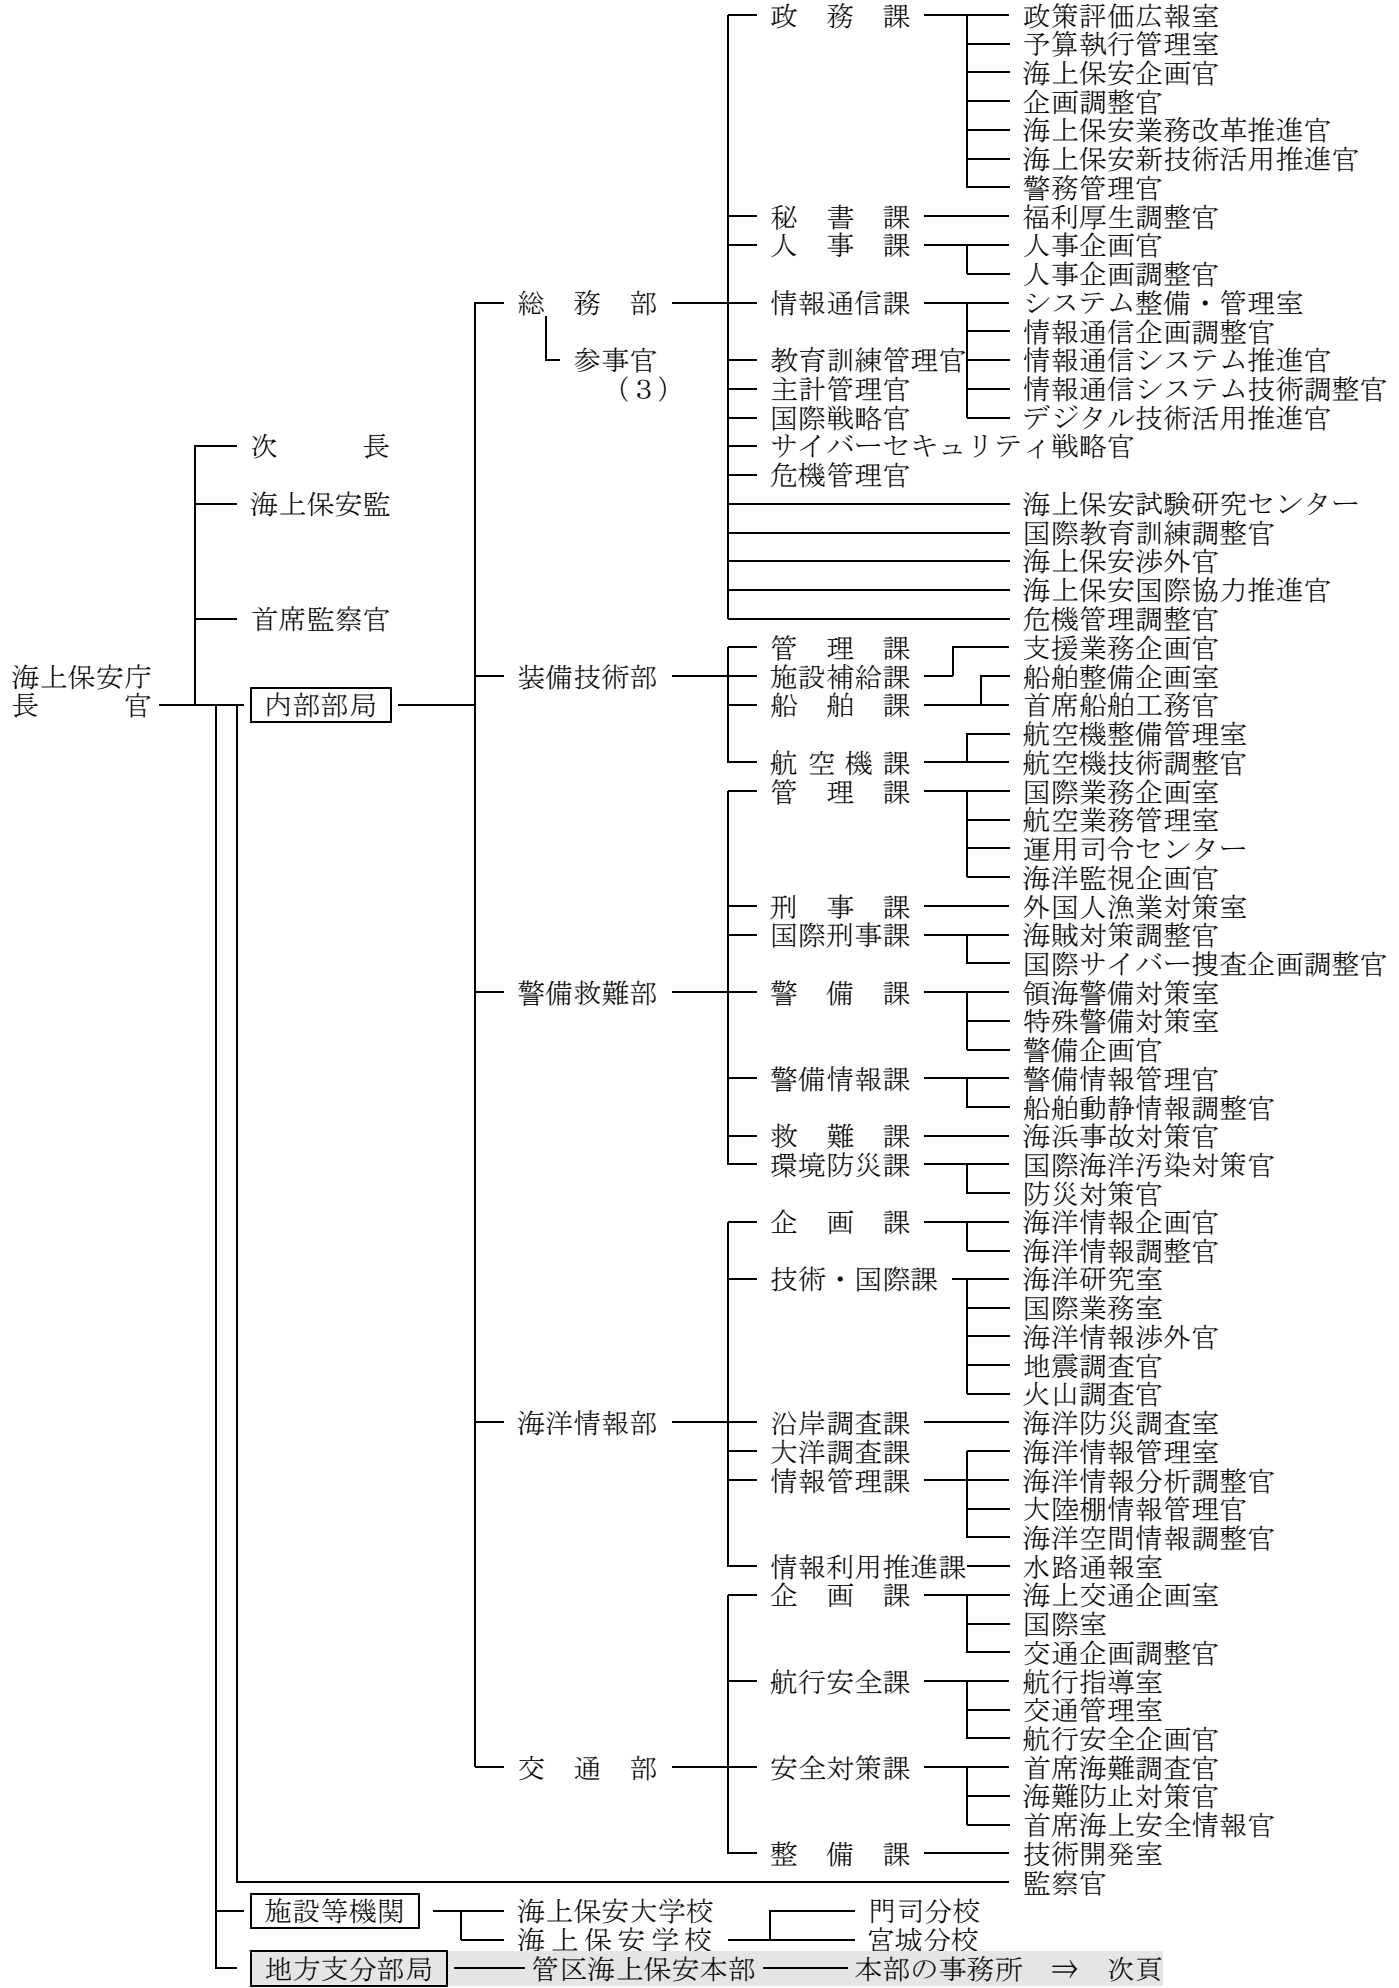 政　務　課　政策評価広報室
予算執行管理室
海上保安企画官
企画調整官
海上保安業務改革推進官
海上保安新技術活用推進官
警務管理官
秘　書　課　福利厚生調整官
人　事　課　人事企画官
人事企画調整官
総　務　部　情報通信課　システム整備・管理室
情報通信企画調整官
参事官　教育訓練管理官　情報通信システム推進官
（３）　主計管理官　情報通信システム技術調整官
国際戦略官　デジタル技術活用推進官
次　　　長　サイバーセキュリティ戦略官
危機管理官
海上保安監　海上保安試験研究センター
国際教育訓練調整官
海上保安渉外官
海上保安国際協力推進官
首席監察官　危機管理調整官
管　理　課　支援業務企画官
海上保安庁　装備技術部　施設補給課　船舶整備企画室
長　　　官　内部部局　船　舶　課　首席船舶工務官
航空機整備管理室
航空機課　航空機技術調整官
管　理　課　国際業務企画室
航空業務管理室
運用司令センター
海洋監視企画官
刑　事　課　外国人漁業対策室
国際刑事課　海賊対策調整官
国際サイバー捜査企画調整官
警備救難部　警　備　課　領海警備対策室
特殊警備対策室
警備企画官
警備情報課　警備情報管理官
船舶動静情報調整官
救　難　課　海浜事故対策官
環境防災課　国際海洋汚染対策官
防災対策官
企　画　課　海洋情報企画官
海洋情報調整官
技術・国際課　海洋研究室
国際業務室
海洋情報渉外官
地震調査官
火山調査官
海洋情報部　沿岸調査課　海洋防災調査室
大洋調査課　海洋情報管理室
情報管理課　海洋情報分析調整官
大陸棚情報管理官
海洋空間情報調整官
情報利用推進課　水路通報室
企　画　課　海上交通企画室
国際室
交通企画調整官
航行安全課　航行指導室
交通管理室
航行安全企画官
交　通　部　安全対策課　首席海難調査官
海難防止対策官
首席海上安全情報官
整　備　課　技術開発室
監察官
施設等機関　海上保安大学校　門司分校
海上保安学校　宮城分校
地方支分部局　管区海上保安本部　本部の事務所　⇒　次頁